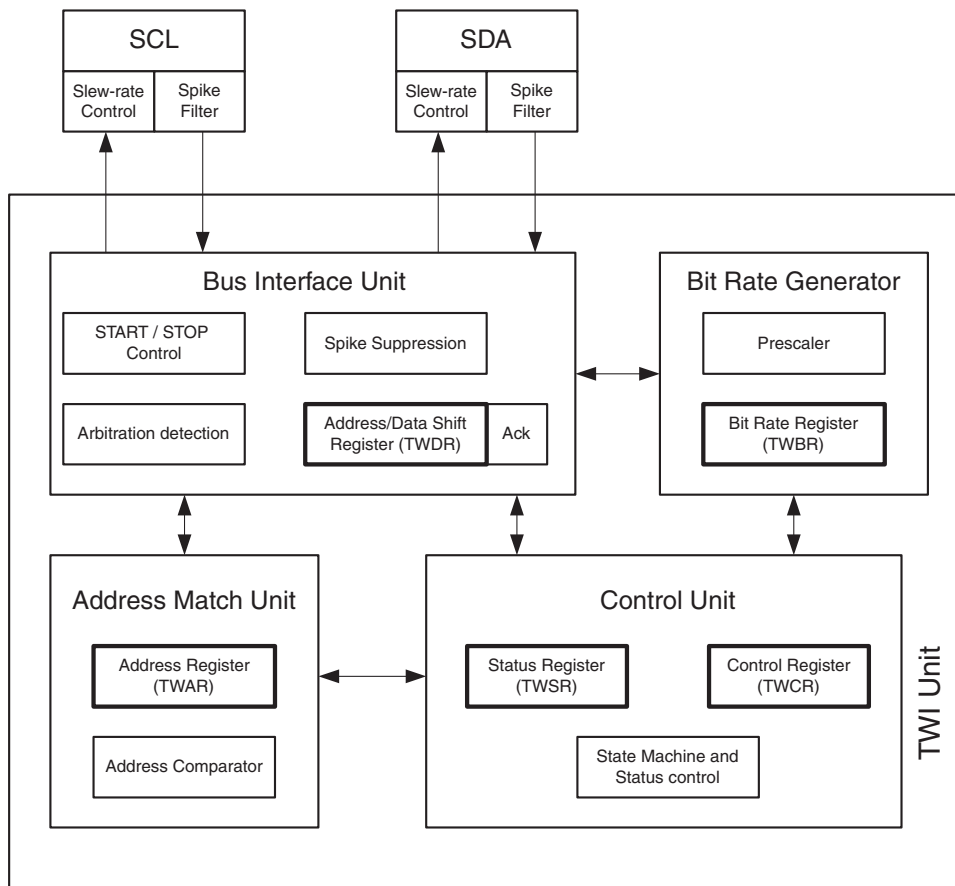 SCL
Slew-rate
Control
Spike
Filter
SDA
Slew-rate
Control
Spike
Filter
Bus Interface Unit
START / STOP
Control
Spike Suppression
Arbitration detection
Address/Data Shift
Register (TWDR)
Ack
Bit Rate Generator
Prescaler
Bit Rate Register
(TWBR)
Address Match Unit
Address Register
(TWAR)
Address Comparator
Control Unit
Status Register
(TWSR)
Control Register
(TWCR)
State Machine and
Status control
TWI Unit